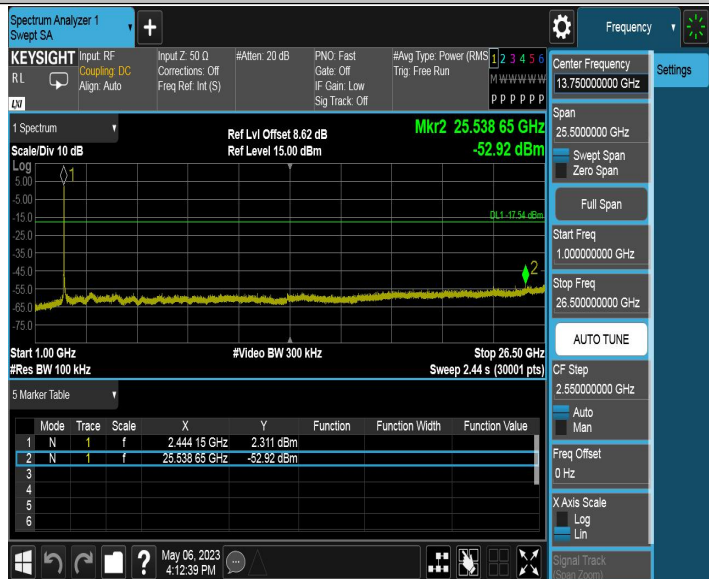 Spectrum Analyzer 1
Swept SA
+
Frequency
KEYSIGHT
RL
LXI
Input: RF
Coupling: DC
Align: Auto
Input Z: 50 Ω
Corrections: Off
Freq Ref: Int (S)
#Atten: 20 dB
PNO: Fast
Gate: Off
IF Gain: Low
Sig Track: Off
#Avg Type: Power (RMS
Trig: Free Run
1 2 3 4 5 6
M W W W W W
P P P P P P
1 Spectrum
Scale/Div 10 dB
Ref Lvl Offset 8.62 dB
Ref Level 15.00 dBm
Mkr2 25.538 65 GHz
-52.92 dBm
Log
5.00
-5.00
-15.0
-25.0
-35.0
-45.0
-55.0
-65.0
-75.0
1
DL1 -17.54 dBm
2
Start 1.00 GHz
#Res BW 100 kHz
#Video BW 300 kHz
Stop 26.50 GHz
Sweep 2.44 s (30001 pts)
5 Marker Table
Mode Trace Scale X Y Function Function Width Function Value
1 N 1 f 2.444 15 GHz 2.311 dBm
2 N 1 f 25.538 65 GHz -52.92 dBm
3
4
5
6
?
May 06, 2023
4:12:39 PM
Center Frequency
13.750000000 GHz
Settings
Span
25.5000000 GHz
Swept Span
Zero Span
Full Span
Start Freq
1.000000000 GHz
Stop Freq
26.500000000 GHz
AUTO TUNE
CF Step
2.550000000 GHz
Auto
Man
Freq Offset
0 Hz
X Axis Scale
Log
Lin
Signal Track
(Span Zoom)